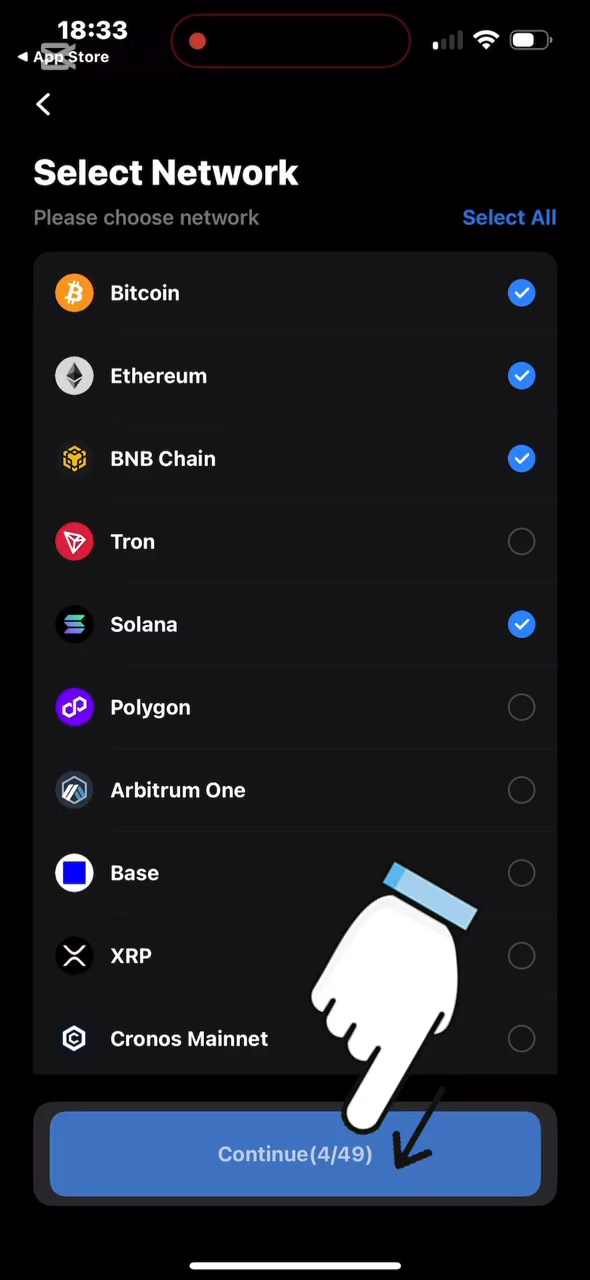 18:33
◀ App Store
Select Network
Please choose network
Select All
Bitcoin
Ethereum
BNB Chain
Tron
Solana
Polygon
Arbitrum One
Base
XRP
Cronos Mainnet
Continue(4/49)